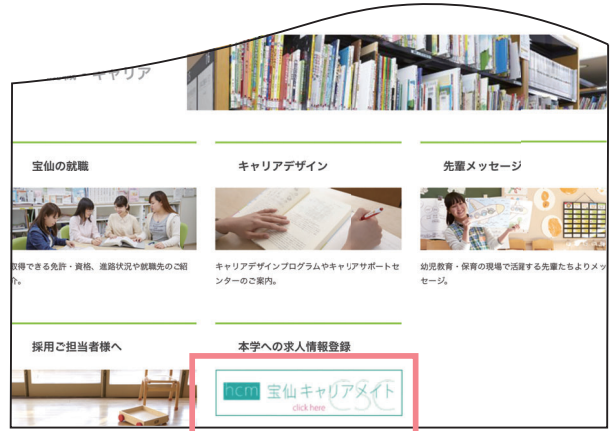 キャリア
宝仙の就職
キャリアデザイン
先輩メッセージ
取得できる免許・資格、進路状況や就職先のご紹
介。
キャリアデザインプログラムやキャリアサポートセ
ンターのご案内。
幼児教育・保育の現場で活躍する先輩たちよりメッ
セージ。
採用ご担当者様へ
本学への求人情報登録
hcm 宝仙キャリアメイト CSC
click here